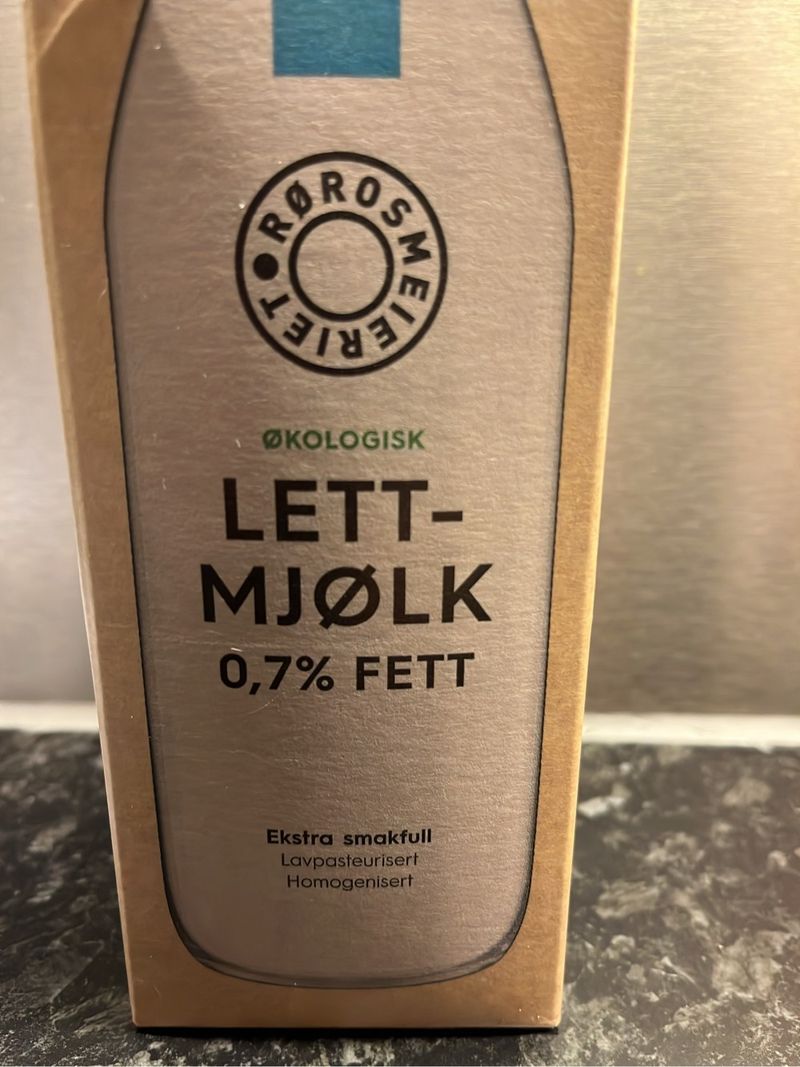 RØROSMEIERIET
ØKOLOGISK
LETT-
MJØLK
0,7% FETT
Ekstra smakfull
Lavpasteurisert
Homogenisert